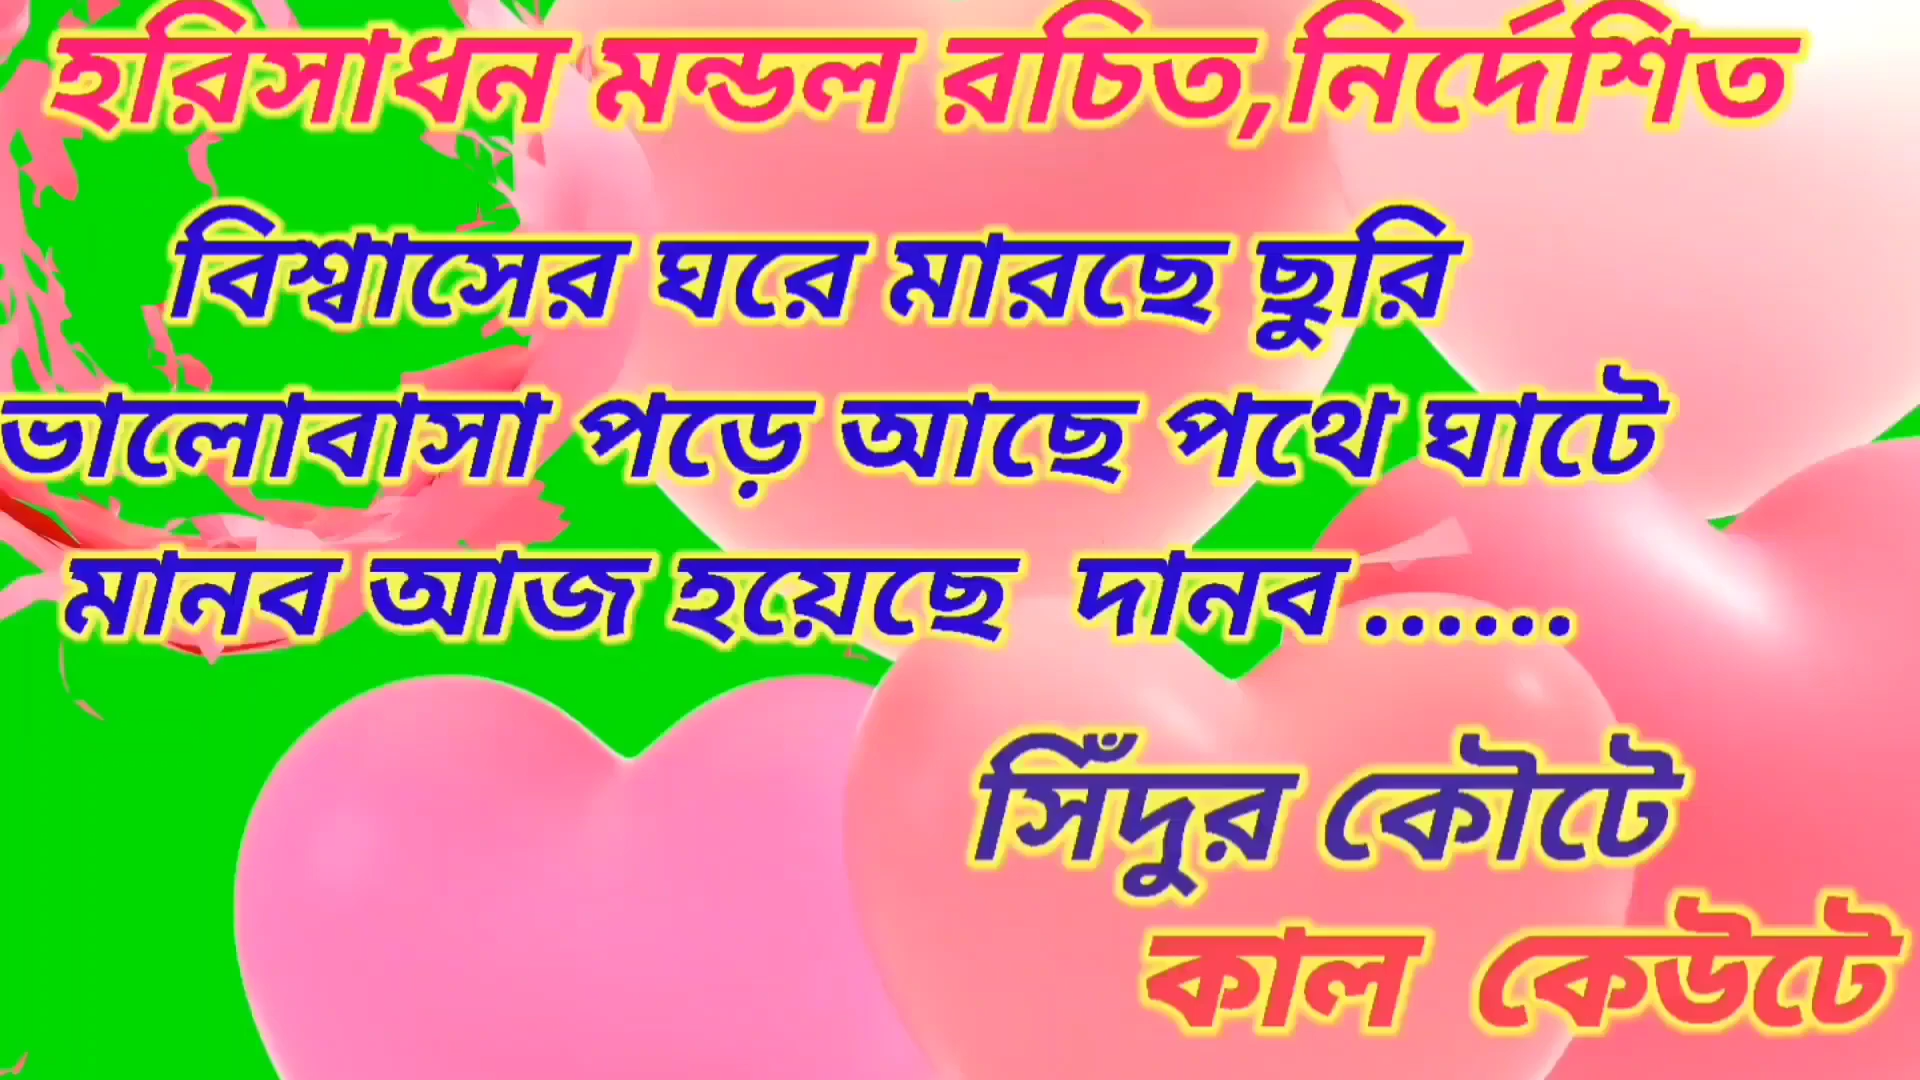 হরিসাধন মন্ডল রচিত,নির্দেশিত
বিশ্বাসের ঘরে মারছে ছুরি
ভালোবাসা পড়ে আছে পথে ঘাটে
মানব আজ হয়েছে দানব ......
সিঁদুর কৌটে
কাল কেউটে